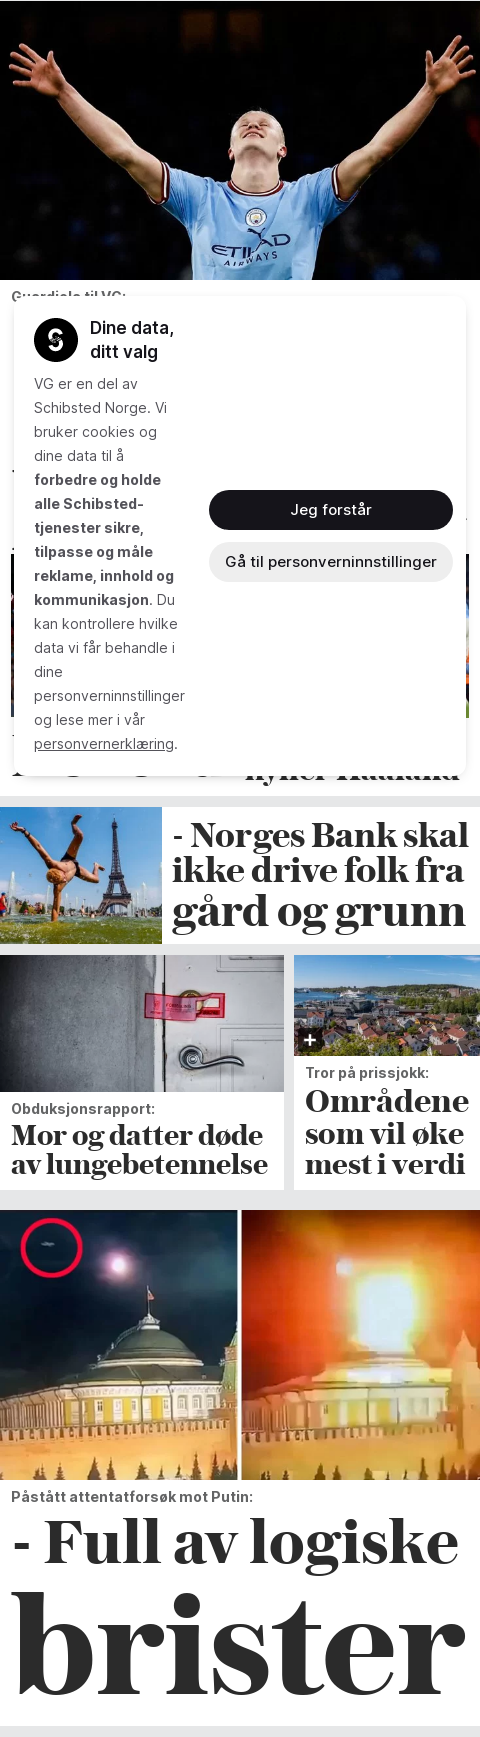 ETIHAD
AIRWAYS
Dine data,
ditt valg
VG er en del av
Schibsted Norge. Vi
bruker cookies og
dine data til å
forbedre og holde
alle Schibsted-
tjenester sikre,
tilpasse og måle
reklame, innhold og
kommunikasjon. Du
kan kontrollere hvilke
data vi får behandle i
dine
personverninnstillinger
og lese mer i vår
personvernerklæring.
Jeg forstår
Gå til personverninnstillinger
- Norges Bank skal
ikke drive folk fra
gård og grunn
Obduksjonsrapport:
Mor og datter døde
av lungebetennelse
Tror på prissjokk:
Områdene
som vil øke
mest i verdi
Påstått attentatforsøk mot Putin:
- Full av logiske
brister